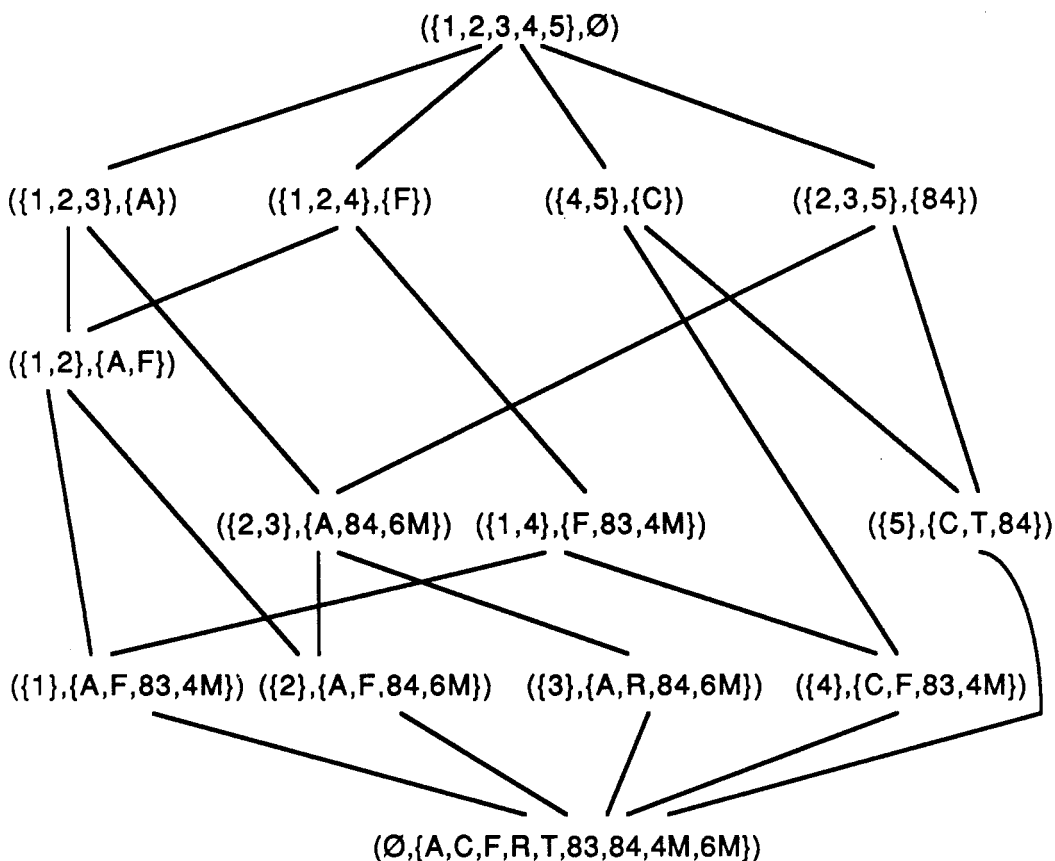 ({1,2,3,4,5},Ø)
({1,2,3},{A}) ({1,2,4},{F}) ({4,5},{C}) ({2,3,5},{84})
({1,2},{A,F})
({2,3},{A,84,6M}) ({1,4},{F,83,4M}) ({5},{C,T,84})
({1},{A,F,83,4M}) ({2},{A,F,84,6M}) ({3},{A,R,84,6M}) ({4},{C,F,83,4M})
(Ø,{A,C,F,R,T,83,84,4M,6M})